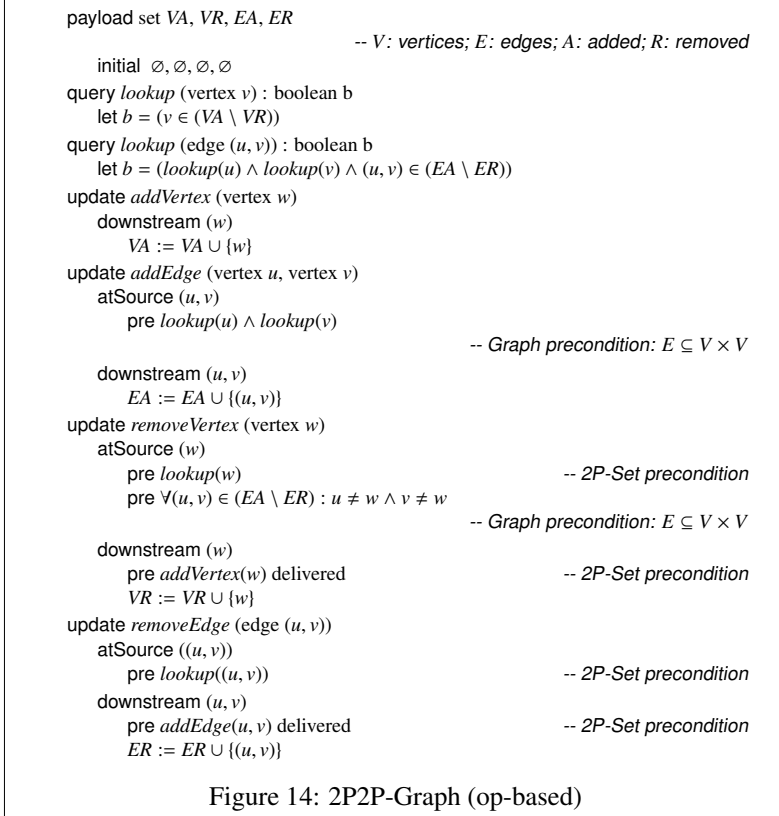 payload set VA, VR, EA, ER
-- V: vertices; E: edges; A: added; R: removed
initial ∅, ∅, ∅, ∅
query lookup (vertex v) : boolean b
let b = (v ∈ (VA \ VR))
query lookup (edge (u, v)) : boolean b
let b = (lookup(u) ∧ lookup(v) ∧ (u, v) ∈ (EA \ ER))
update addVertex (vertex w)
downstream (w)
VA := VA ∪ {w}
update addEdge (vertex u, vertex v)
atSource (u, v)
pre lookup(u) ∧ lookup(v)
-- Graph precondition: E ⊆ V × V
downstream (u, v)
EA := EA ∪ {(u, v)}
update removeVertex (vertex w)
atSource (w)
pre lookup(w) -- 2P-Set precondition
pre ∀(u, v) ∈ (EA \ ER) : u ≠ w ∧ v ≠ w
-- Graph precondition: E ⊆ V × V
downstream (w)
pre addVertex(w) delivered -- 2P-Set precondition
VR := VR ∪ {w}
update removeEdge (edge (u, v))
atSource ((u, v))
pre lookup((u, v)) -- 2P-Set precondition
downstream (u, v)
pre addEdge(u, v) delivered -- 2P-Set precondition
ER := ER ∪ {(u, v)}
Figure 14: 2P2P-Graph (op-based)